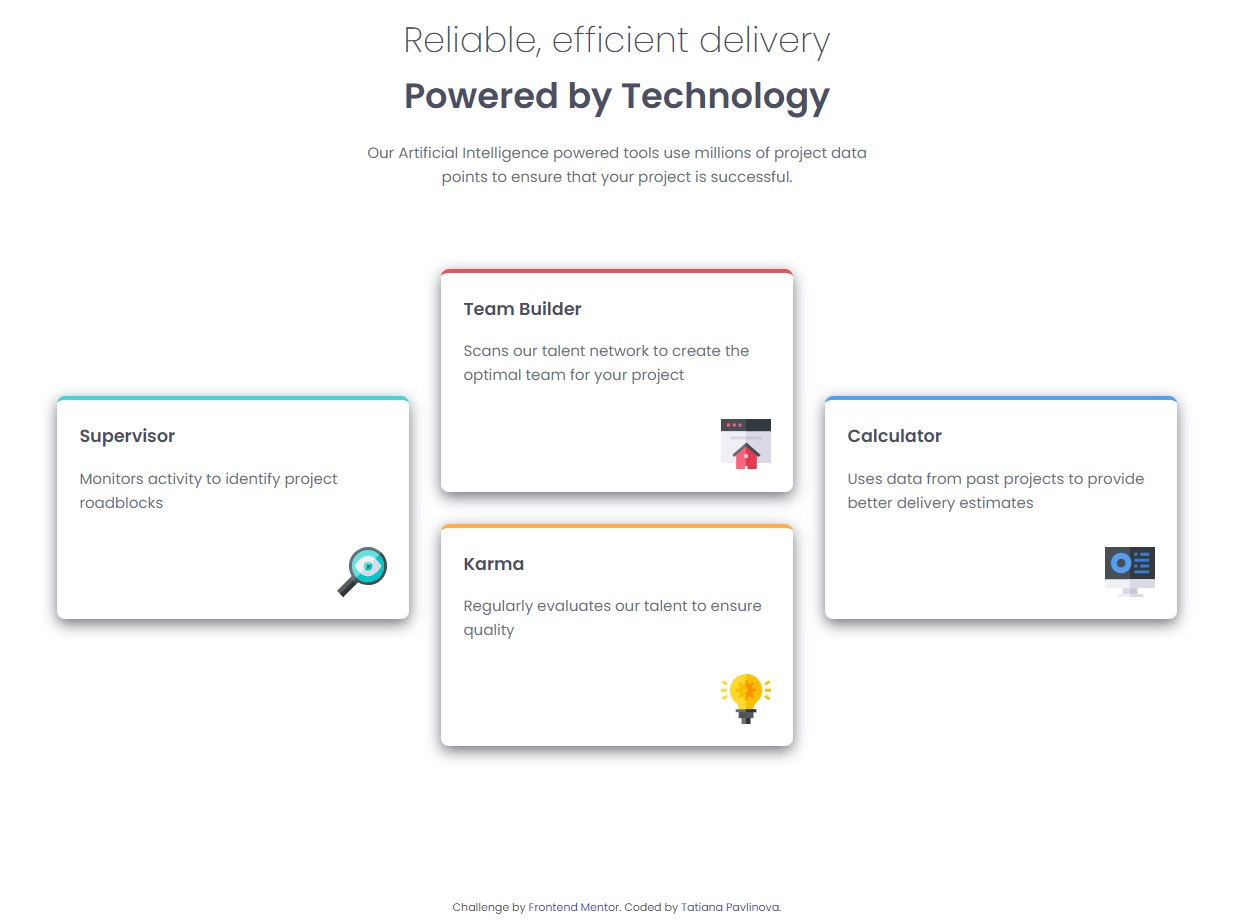 Reliable, efficient delivery
Powered by Technology
Our Artificial Intelligence powered tools use millions of project data
points to ensure that your project is successful.
Supervisor
Monitors activity to identify project
roadblocks
Team Builder
Scans our talent network to create the
optimal team for your project
Karma
Regularly evaluates our talent to ensure
quality
Calculator
Uses data from past projects to provide
better delivery estimates
Challenge by Frontend Mentor. Coded by Tatiana Pavlinova.